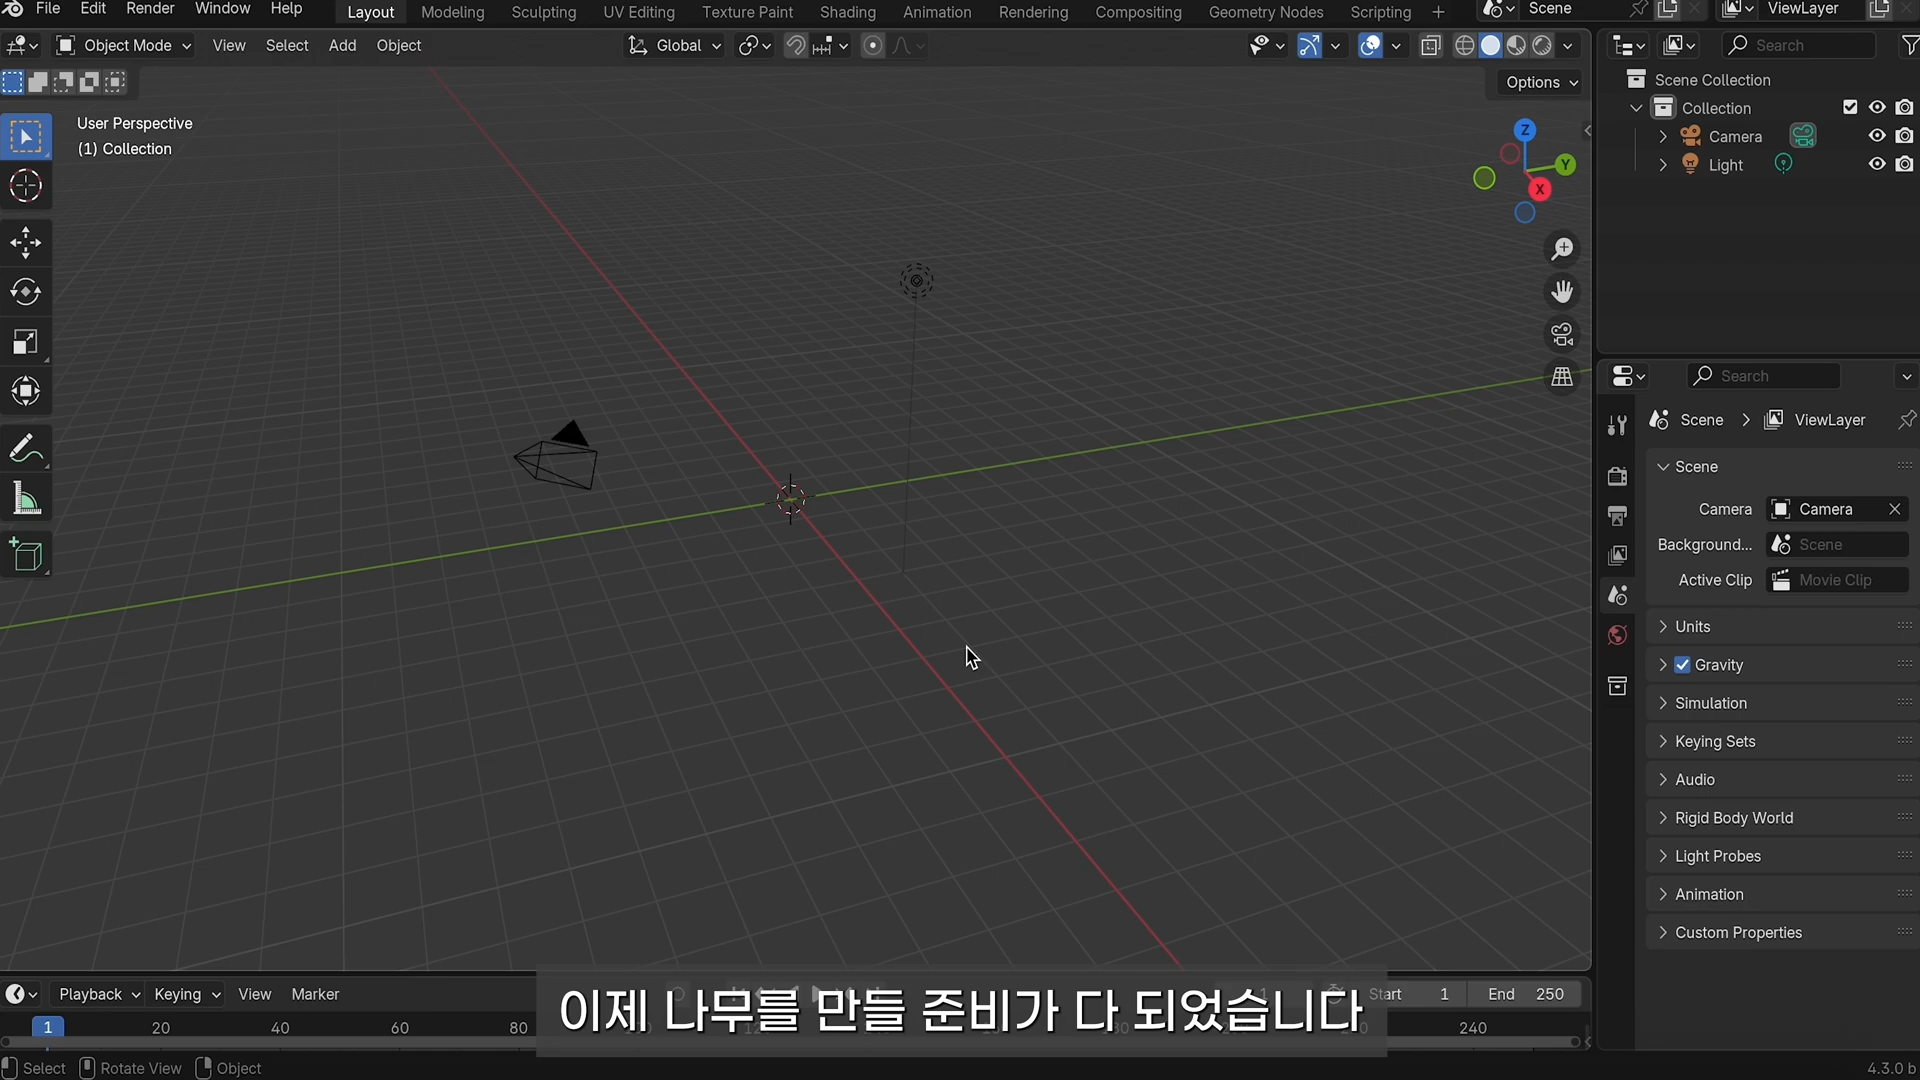 File Edit Render Window Help Layout Modeling Sculpting UV Editing Texture Paint Shading Animation Rendering Compositing Geometry Nodes Scripting + Scene ViewLayer
Object Mode View Select Add Object Global Search
Options
User Perspective
(1) Collection
Z
Y
X
Scene Collection
Collection
Camera
Light
Search
Scene > ViewLayer
Scene
Camera Camera
Background... Scene
Active Clip Movie Clip
Units
Gravity
Simulation
Keying Sets
Audio
Rigid Body World
Light Probes
Animation
Custom Properties
Playback Keying View Marker 1 Start 1 End 250
이제 나무를 만들 준비가 다 되었습니다
1 20 40 60 80 240
Select Rotate View Object 4.3.0 b